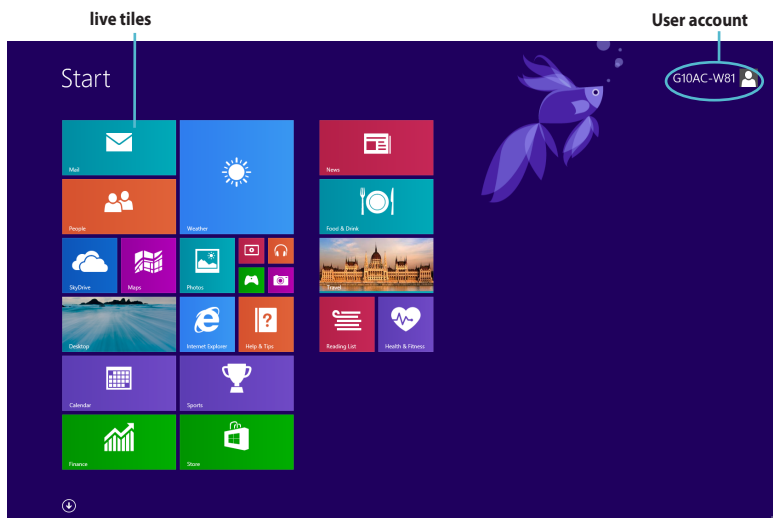 live tiles
User account
Start
G10AC-W81
Mail
People
Weather
SkyDrive
Maps
Photos
Desktop
Internet Explorer
Help & Tips
?
Calendar
Sports
Finance
Store
News
Food & Drink
Travel
Reading List
Health & Fitness